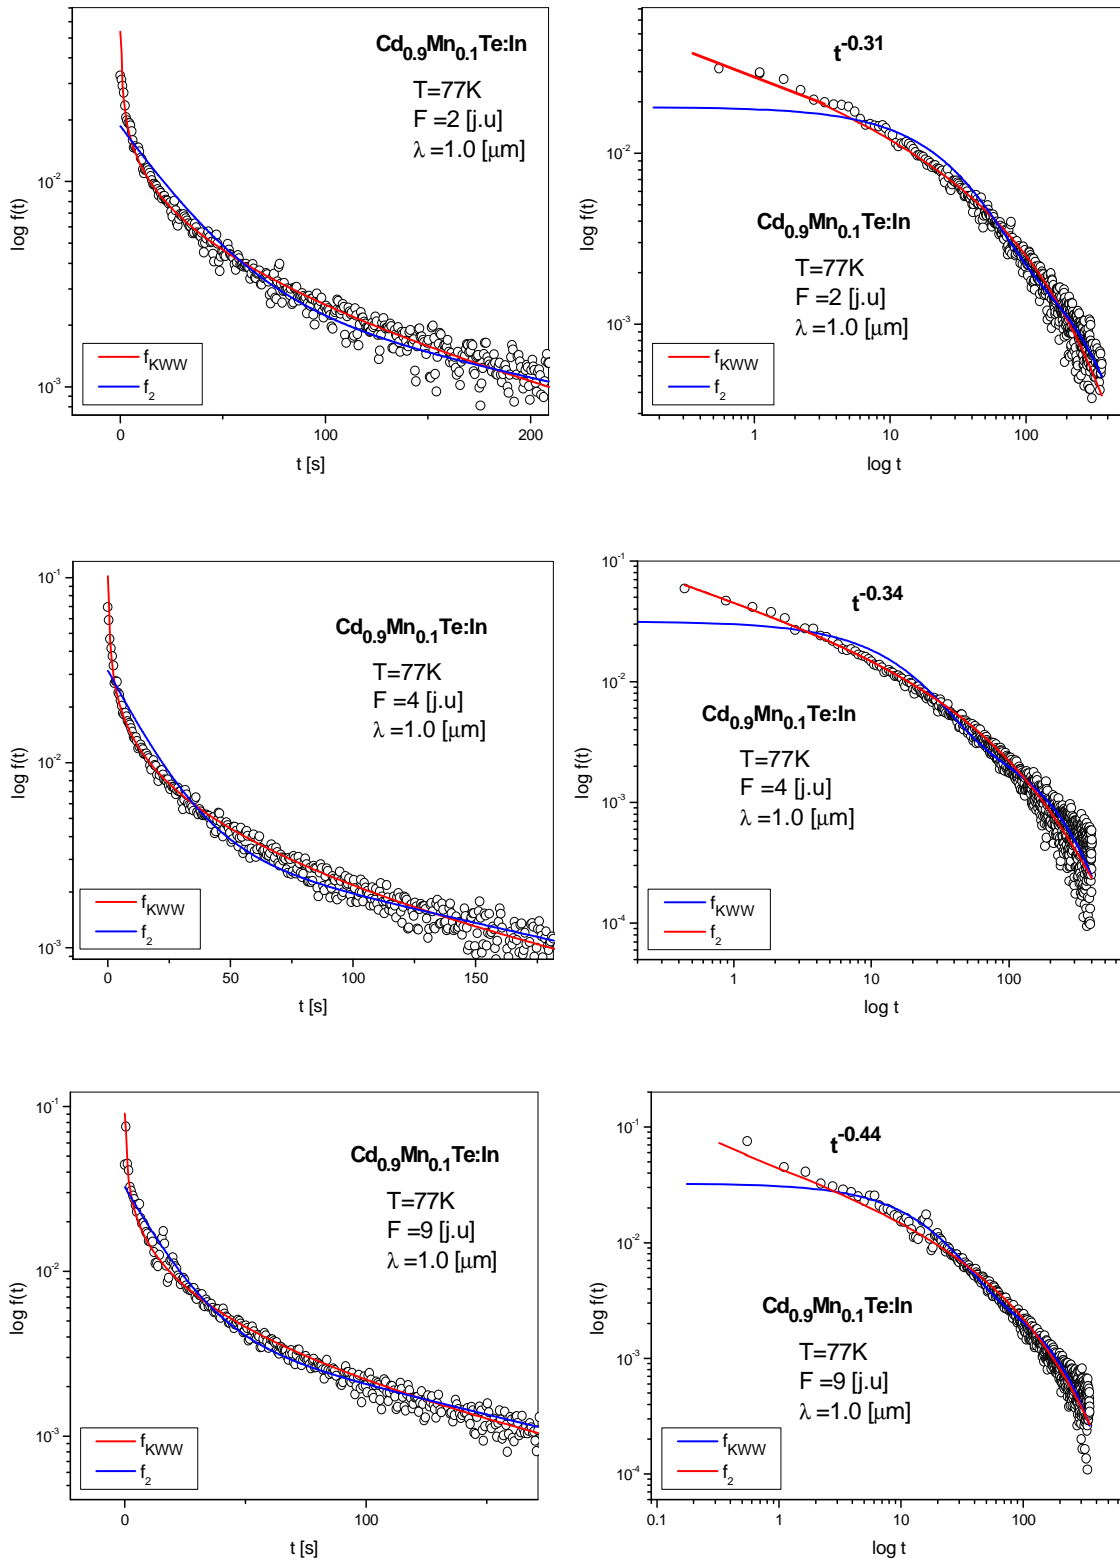 Cd0.9Mn0.1Te:In
T=77K
F =2 [j.u]
λ =1.0 [μm]
log f(t)
10-2
10-3
fKWW
f2
0
100
200
t [s]
t-0.31
log f(t)
10-2
10-3
Cd0.9Mn0.1Te:In
T=77K
F =2 [j.u]
λ =1.0 [μm]
fKWW
f2
1
10
100
log t
10-1
10-2
10-3
log f(t)
Cd0.9Mn0.1Te:In
T=77K
F =4 [j.u]
λ =1.0 [μm]
fKWW
f2
0
50
100
150
t [s]
10-1
10-2
10-3
10-4
log f(t)
t-0.34
Cd0.9Mn0.1Te:In
T=77K
F =4 [j.u]
λ =1.0 [μm]
fKWW
f2
1
10
100
log t
10-1
10-2
10-3
log f(t)
Cd0.9Mn0.1Te:In
T=77K
F =9 [j.u]
λ =1.0 [μm]
fKWW
f2
0
100
t [s]
10-1
10-2
10-3
10-4
log f(t)
t-0.44
Cd0.9Mn0.1Te:In
T=77K
F =9 [j.u]
λ =1.0 [μm]
fKWW
f2
0.1
1
10
100
log t